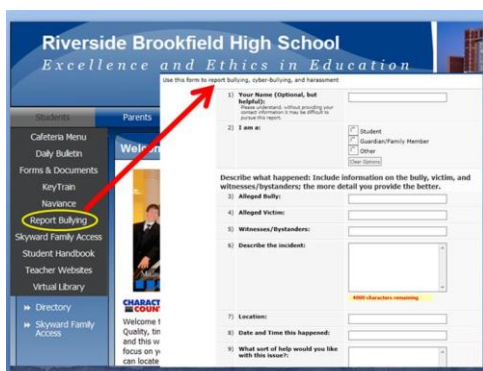 Riverside Brookfield High School
Excellence and Ethics in Education
Students
Parents
Cafeteria Menu
Daily Bulletin
Forms & Documents
KeyTrain
Naviance
Report Bullying
Skyward Family Access
Student Handbook
Teacher Websites
Virtual Library
Directory
Skyward Family
Access
Welcom
CHARACT
COUN
Welcome t
Quality, tin
and this w
focus on yo
can locate
Use this form to report bullying, cyber-bullying, and harassment
1) Your Name (Optional, but
helpful):
Please understand, without providing your
contact information it may be difficult to
pursue this report.
2) I am a:
Student
Guardian/Family Member
Other
Clear Options
Describe what happened: Include information on the bully, victim, and
witnesses/bystanders; the more detail you provide the better.
3) Alleged Bully:
4) Alleged Victim:
5) Witnesses/Bystanders:
6) Describe the incident:
4000 characters remaining
7) Location:
8) Date and Time this happened:
9) What sort of help would you like
with this issue?: